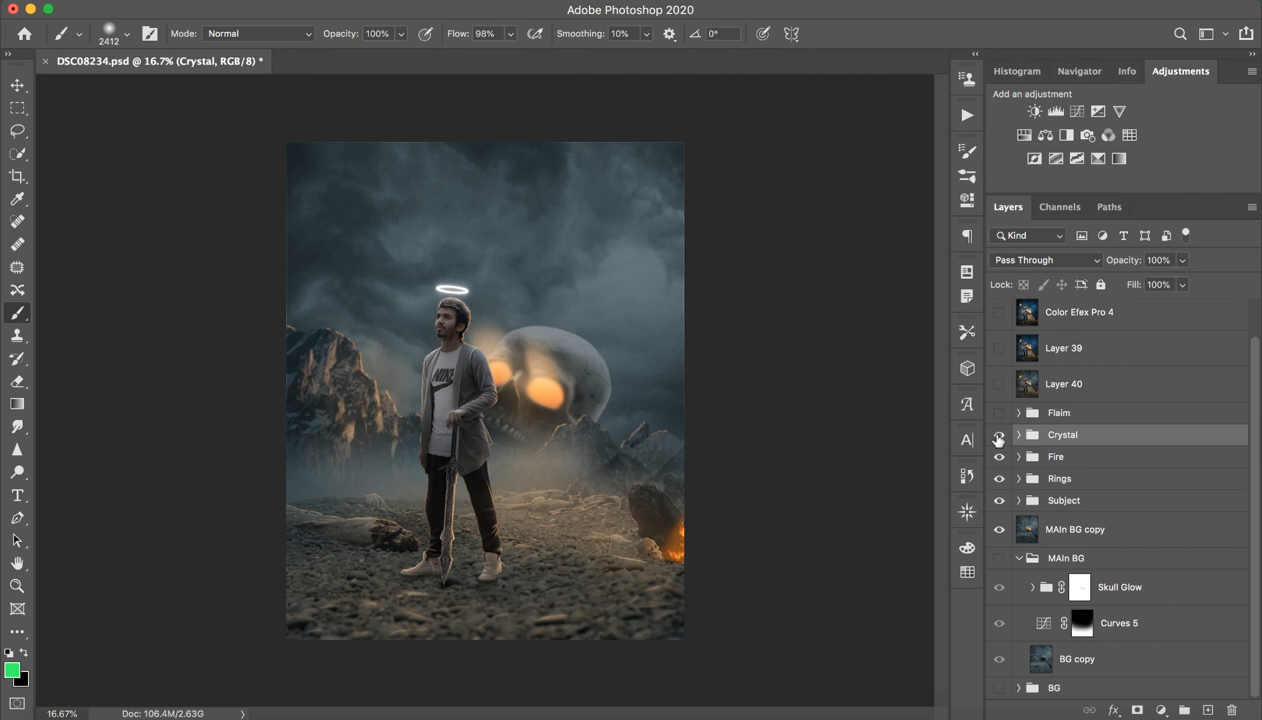 Adobe Photoshop 2020
2412
Mode: Normal
Opacity: 100%
Flow: 98%
Smoothing: 10%
0°
× DSC08234.psd @ 16.7% (Crystal, RGB/8) *
Histogram Navigator Info Adjustments
Add an adjustment
Layers Channels Paths
Kind
Pass Through
Opacity: 100%
Lock:
Fill: 100%
Color Efex Pro 4
Layer 39
Layer 40
Flaim
Crystal
Fire
Rings
Subject
MAIn BG copy
MAIn BG
Skull Glow
Curves 5
BG copy
BG
NIKE
16.67% Doc: 106.4M/2.63G